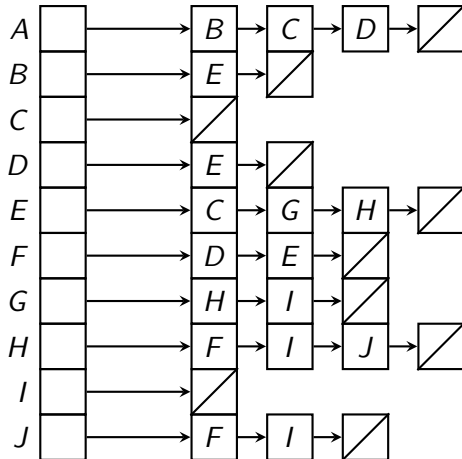 A B C D
B E
C
D E
E C G H
F D E
G H I
H F I J
I
J F I